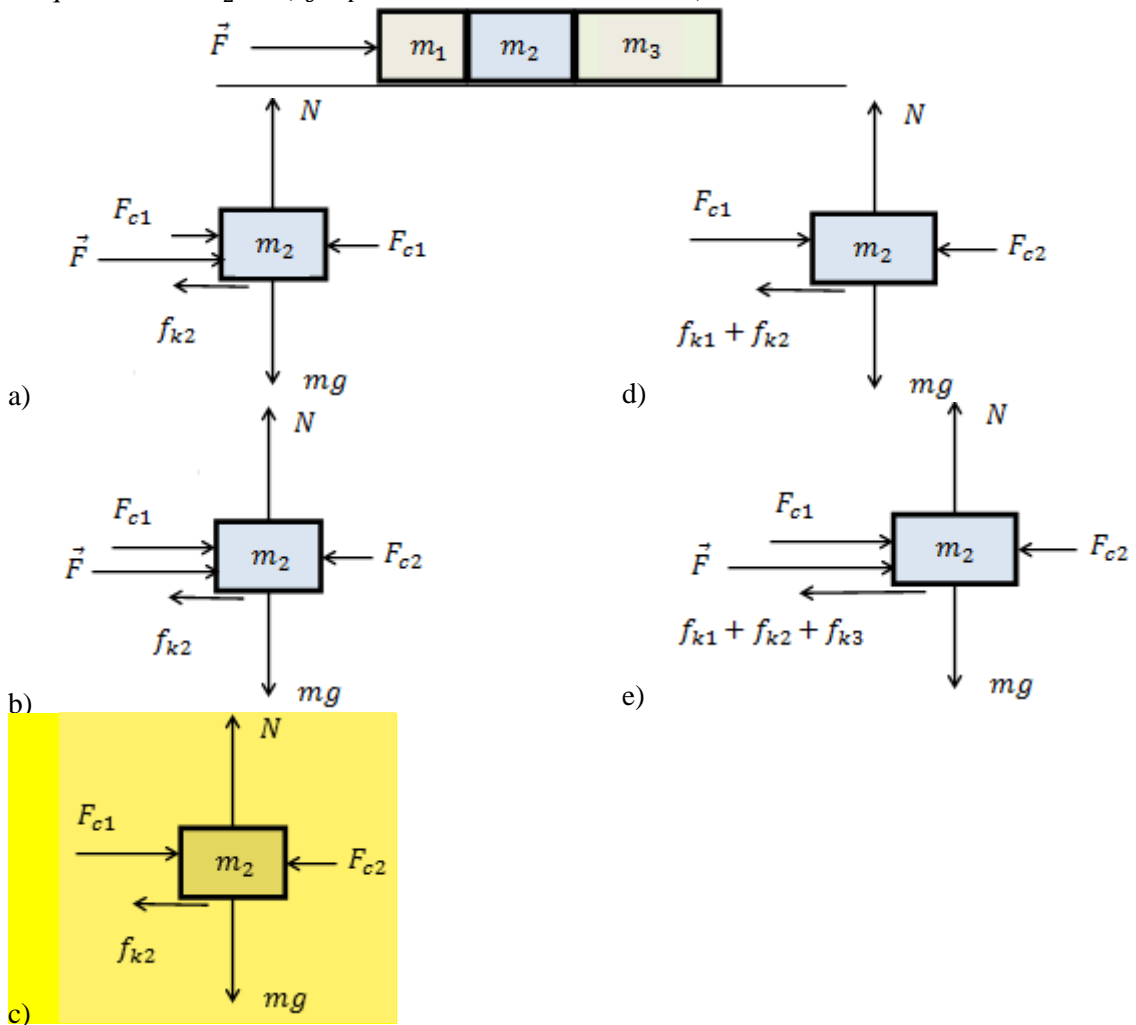 F⃗ m₁ m₂ m₃
N
F_c1
F⃗ m₂ F_c1
f_k2
mg
a)
N
F_c1
m₂ F_c2
f_k1 + f_k2
mg
d)
N
F_c1
F⃗ m₂ F_c2
f_k2
mg
b)
N
F_c1
F⃗ m₂ F_c2
f_k1 + f_k2 + f_k3
mg
e)
N
F_c1
m₂ F_c2
f_k2
mg
c)